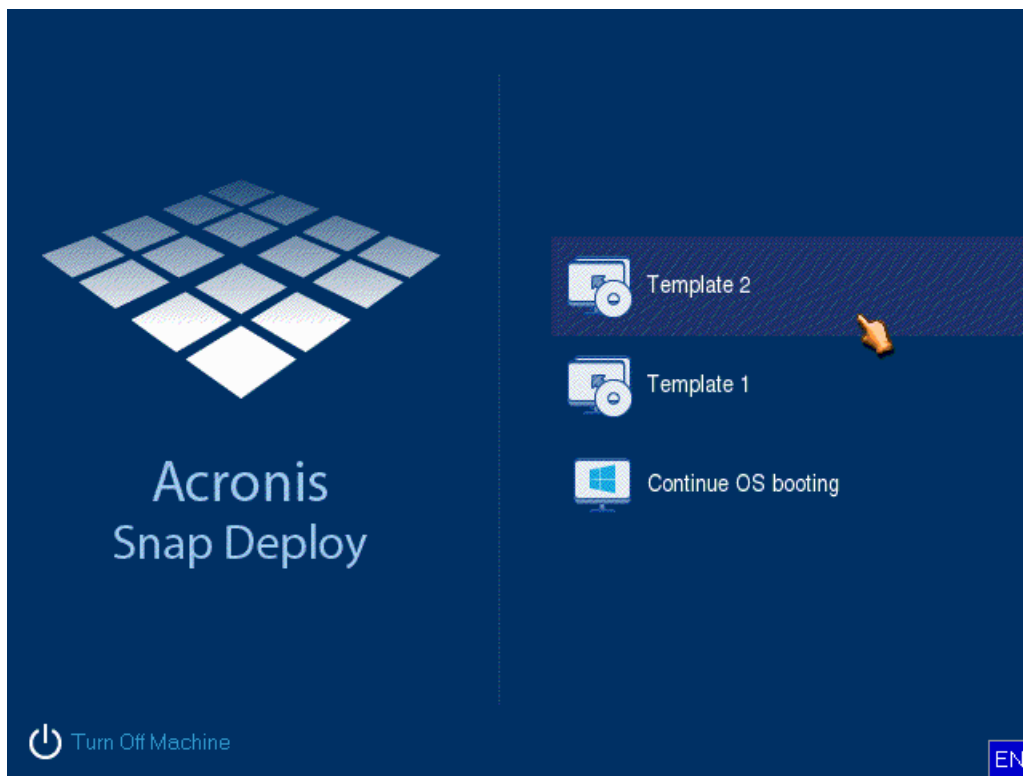 Acronis
Snap Deploy
Template 2
Template 1
Continue OS booting
Turn Off Machine
EN